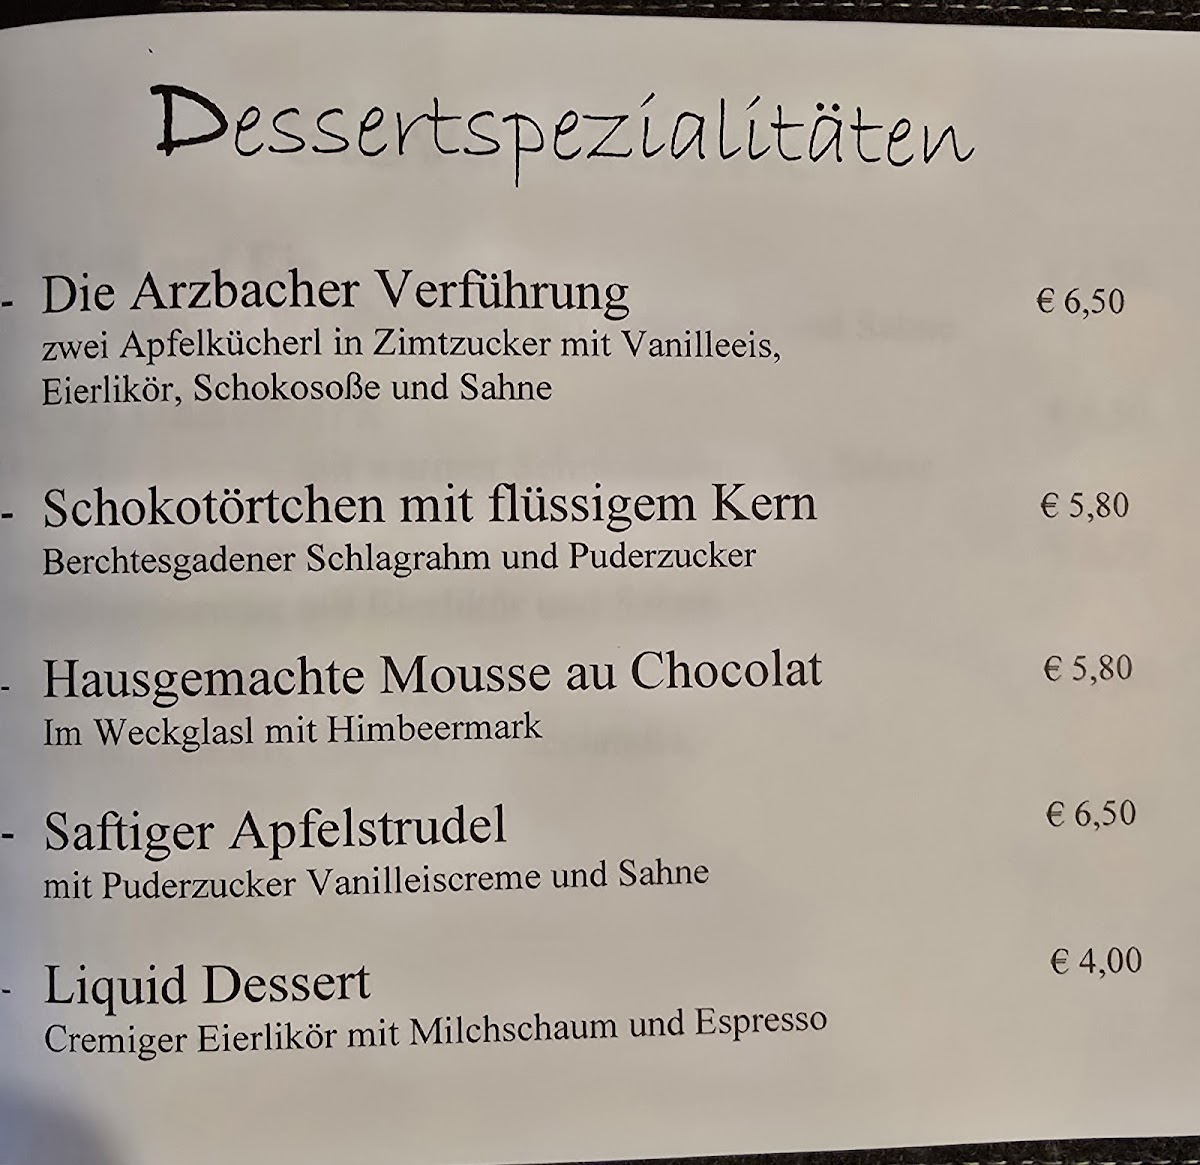 Dessertspezialitäten
- Die Arzbacher Verführung € 6,50
zwei Apfelkücherl in Zimtzucker mit Vanilleeis,
Eierlikör, Schokosoße und Sahne
- Schokotörtchen mit flüssigem Kern € 5,80
Berchtesgadener Schlagrahm und Puderzucker
- Hausgemachte Mousse au Chocolat € 5,80
Im Weckglasl mit Himbeermark
- Saftiger Apfelstrudel € 6,50
mit Puderzucker Vanilleiscreme und Sahne
- Liquid Dessert € 4,00
Cremiger Eierlikör mit Milchschaum und Espresso